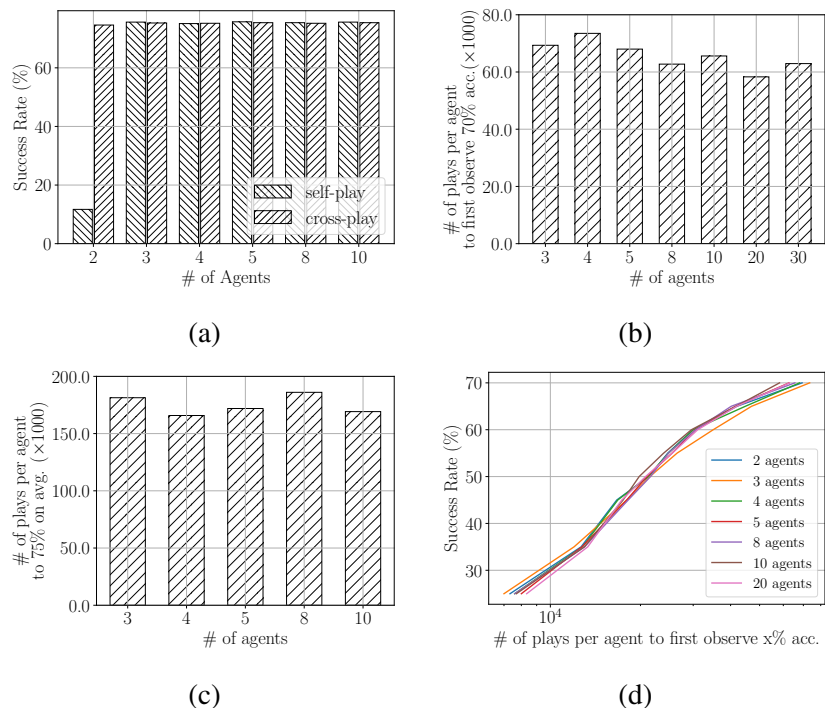 60
40
20
0
Success Rate (%)
self-play
cross-play
2 3 4 5 8 10
# of Agents
(a)
80.0
60.0
40.0
20.0
0.0
# of plays per agent
to first observe 70% acc.(×1000)
3 4 5 8 10 20 30
# of agents
(b)
200.0
150.0
100.0
50.0
0.0
# of plays per agent
to 75% on avg. (×1000)
3 4 5 8 10
# of agents
(c)
70
60
50
40
30
Success Rate (%)
2 agents
3 agents
4 agents
5 agents
8 agents
10 agents
20 agents
10⁴
# of plays per agent to first observe x% acc.
(d)